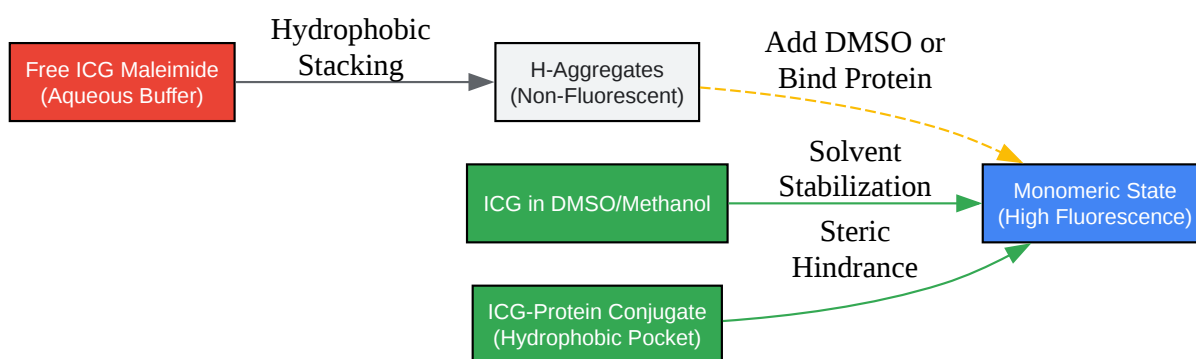 Free ICG Maleimide
(Aqueous Buffer)
Hydrophobic
Stacking
H-Aggregates
(Non-Fluorescent)
Add DMSO or
Bind Protein
ICG in DMSO/Methanol
Solvent
Stabilization
Monomeric State
(High Fluorescence)
Steric
Hindrance
ICG-Protein Conjugate
(Hydrophobic Pocket)